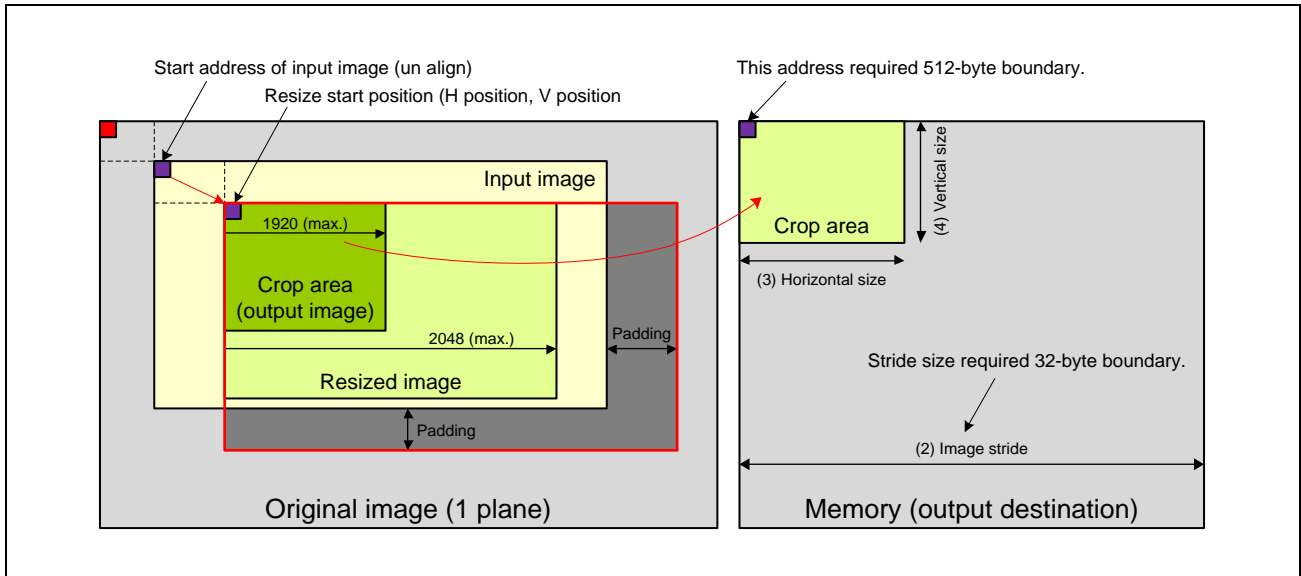 Start address of input image (un align)
Resize start position (H position, V position
This address required 512-byte boundary.
Input image
1920 (max.)
Crop area
(output image)
2048 (max.)
Resized image
Padding
Padding
Original image (1 plane)
Crop area
(4) Vertical size
(3) Horizontal size
Stride size required 32-byte boundary.
(2) Image stride
Memory (output destination)